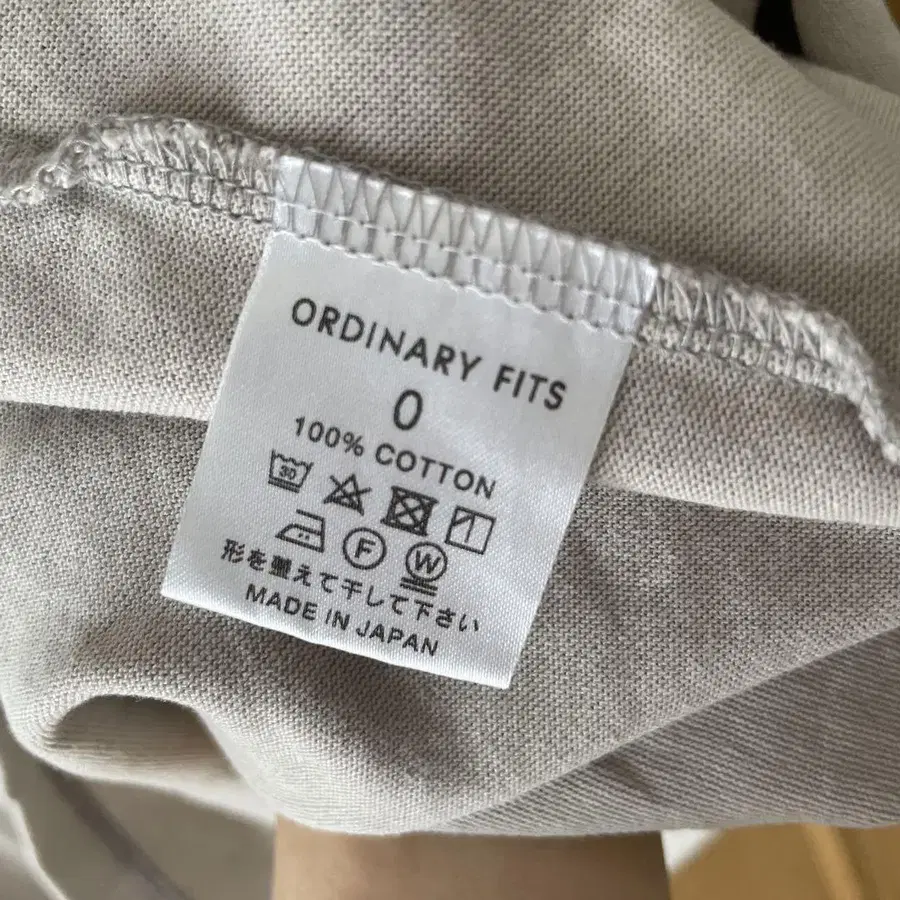 ORDINARY FITS
0
100% COTTON
30
F W
形を整えて干して下さい
MADE IN JAPAN